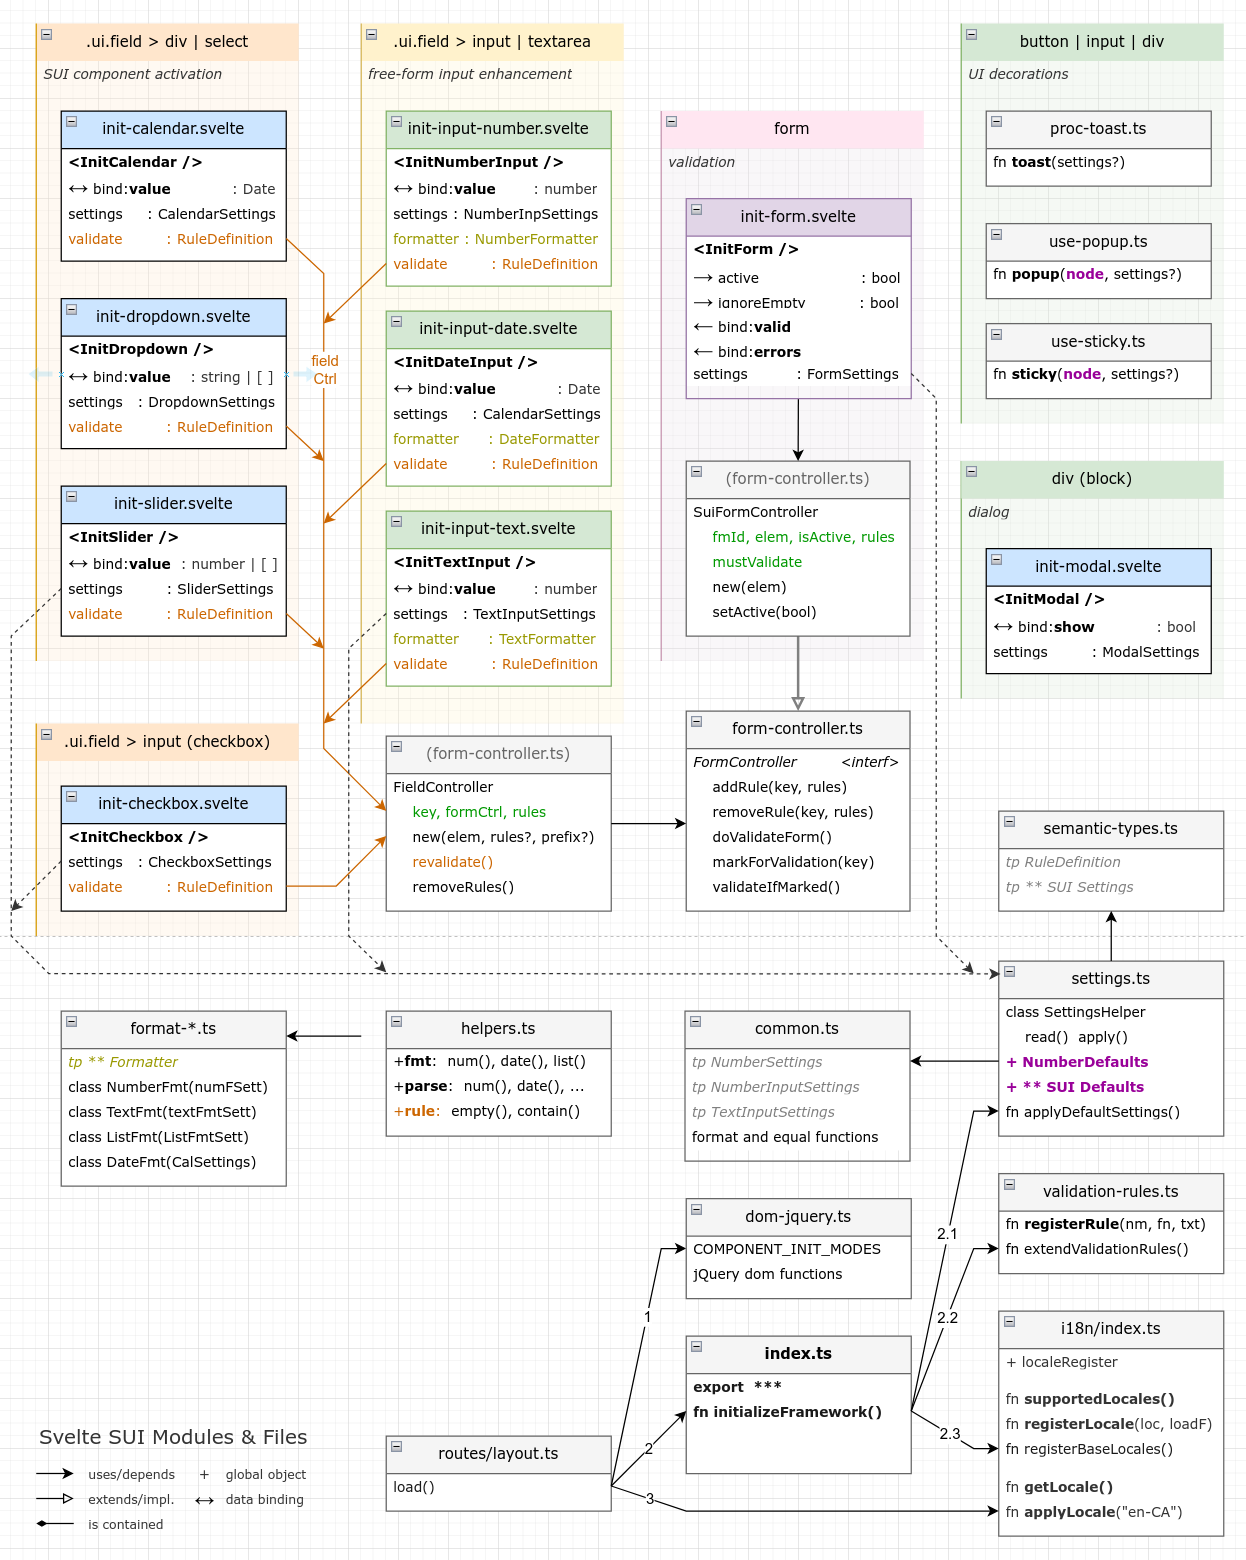 .ui.field > div | select
SUI component activation
init-calendar.svelte
<InitCalendar />
↔ bind:value : Date
settings : CalendarSettings
validate : RuleDefinition
init-dropdown.svelte
<InitDropdown />
↔ bind:value : string | [ ]
settings : DropdownSettings
validate : RuleDefinition
init-slider.svelte
<InitSlider />
↔ bind:value : number | [ ]
settings : SliderSettings
validate : RuleDefinition
field
Ctrl
.ui.field > input (checkbox)
init-checkbox.svelte
<InitCheckbox />
settings : CheckboxSettings
validate : RuleDefinition
.ui.field > input | textarea
free-form input enhancement
init-input-number.svelte
<InitNumberInput />
↔ bind:value : number
settings : NumberInpSettings
formatter : NumberFormatter
validate : RuleDefinition
init-input-date.svelte
<InitDateInput />
↔ bind:value : Date
settings : CalendarSettings
formatter : DateFormatter
validate : RuleDefinition
init-input-text.svelte
<InitTextInput />
↔ bind:value : number
settings : TextInputSettings
formatter : TextFormatter
validate : RuleDefinition
(form-controller.ts)
FieldController
key, formCtrl, rules
new(elem, rules?, prefix?)
revalidate()
removeRules()
form
validation
init-form.svelte
<InitForm />
→ active : bool
→ ignoreEmpty : bool
← bind:valid
← bind:errors
settings : FormSettings
(form-controller.ts)
SuiFormController
fmId, elem, isActive, rules
mustValidate
new(elem)
setActive(bool)
form-controller.ts
FormController <interf>
addRule(key, rules)
removeRule(key, rules)
doValidateForm()
markForValidation(key)
validateIfMarked()
button | input | div
UI decorations
proc-toast.ts
fn toast(settings?)
use-popup.ts
fn popup(node, settings?)
use-sticky.ts
fn sticky(node, settings?)
div (block)
dialog
init-modal.svelte
<InitModal />
↔ bind:show : bool
settings : ModalSettings
semantic-types.ts
tp RuleDefinition
tp ** SUI Settings
settings.ts
class SettingsHelper
read() apply()
+ NumberDefaults
+ ** SUI Defaults
fn applyDefaultSettings()
format-*.ts
tp ** Formatter
class NumberFmt(numFSett)
class TextFmt(textFmtSett)
class ListFmt(ListFmtSett)
class DateFmt(CalSettings)
helpers.ts
+fmt: num(), date(), list()
+parse: num(), date(), ...
+rule: empty(), contain()
common.ts
tp NumberSettings
tp NumberInputSettings
tp TextInputSettings
format and equal functions
validation-rules.ts
fn registerRule(nm, fn, txt)
fn extendValidationRules()
dom-jquery.ts
COMPONENT_INIT_MODES
jQuery dom functions
index.ts
export ***
fn initializeFramework()
i18n/index.ts
+ localeRegister
fn supportedLocales()
fn registerLocale(loc, loadF)
fn registerBaseLocales()
fn getLocale()
fn applyLocale("en-CA")
routes/layout.ts
load()
1
2
3
2.1
2.2
2.3
Svelte SUI Modules & Files
uses/depends + global object
extends/impl. ↔ data binding
is contained